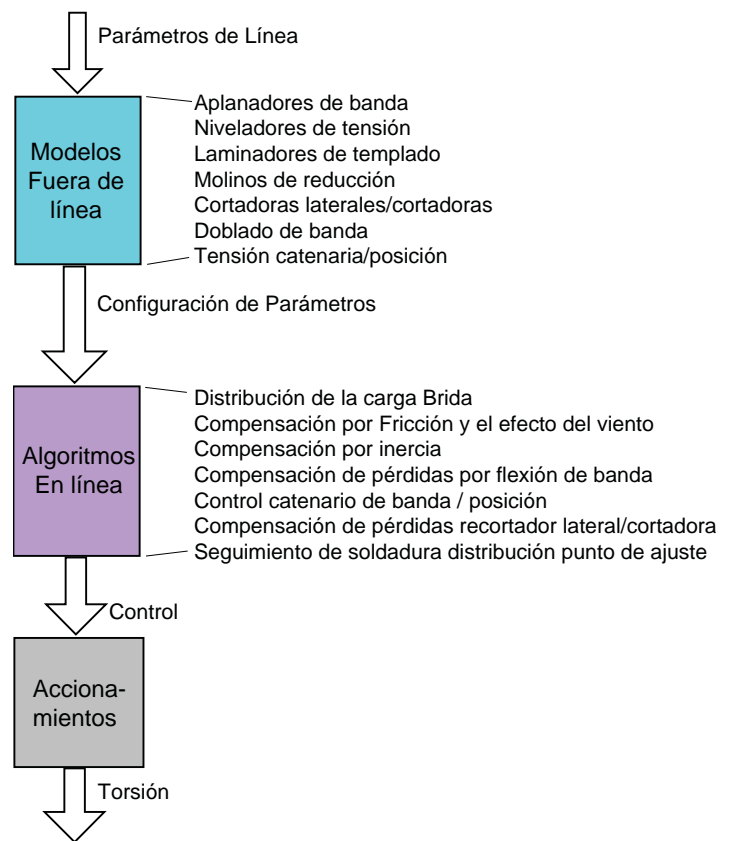 Parámetros de Línea
Modelos
Fuera de
línea
Aplanadores de banda
Niveladores de tensión
Laminadores de templado
Molinos de reducción
Cortadoras laterales/cortadoras
Doblado de banda
Tensión catenaria/posición
Configuración de Parámetros
Algoritmos
En línea
Distribución de la carga Brida
Compensación por Fricción y el efecto del viento
Compensación por inercia
Compensación de pérdidas por flexión de banda
Control catenario de banda / posición
Compensación de pérdidas recortador lateral/cortadora
Seguimiento de soldadura distribución punto de ajuste
Control
Acciona-
mientos
Torsión